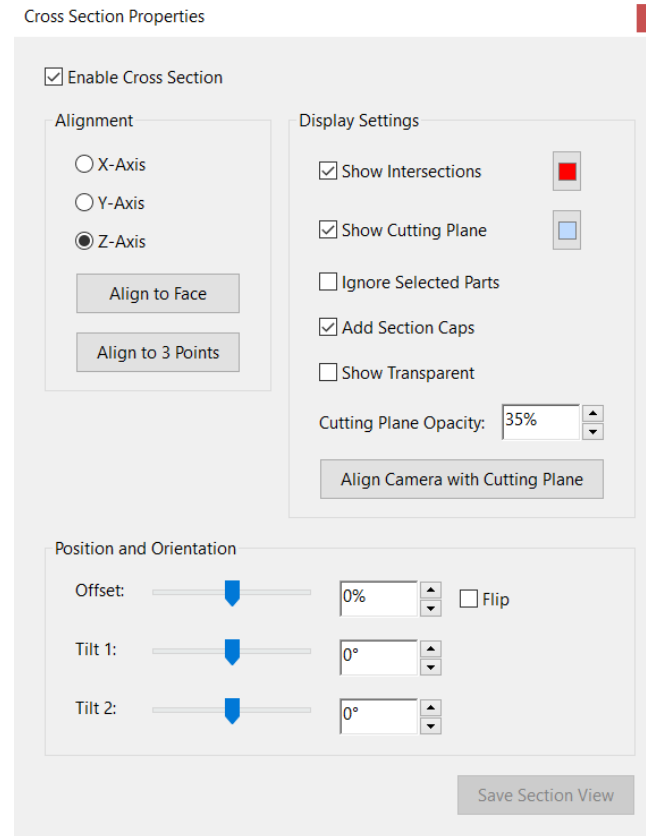 Cross Section Properties
Enable Cross Section
Alignment
X-Axis
Y-Axis
Z-Axis
Align to Face
Align to 3 Points
Display Settings
Show Intersections
Show Cutting Plane
Ignore Selected Parts
Add Section Caps
Show Transparent
Cutting Plane Opacity: 35%
Align Camera with Cutting Plane
Position and Orientation
Offset: 0% Flip
Tilt 1: 0°
Tilt 2: 0°
Save Section View